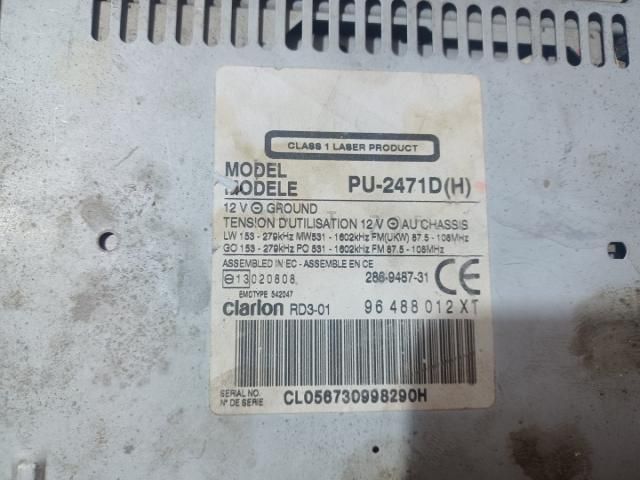 CLASS 1 LASER PRODUCT
MODEL
MODELE PU-2471D(H)
12 V ⊖ GROUND
TENSION D'UTILISATION 12 V ⊖ AU CHASSIS
LW 153 - 279kHz MW531 - 1602kHz FM(UKW) 87.5 - 108MHz
GO 153 - 279kHz PO 531 - 1602kHz FM 87.5 - 108MHz
ASSEMBLED IN EC - ASSEMBLE EN CE
13 020808 286-9487-31 CE
EMCTYPE 542047
clarion RD3-01 96 488 012 XT
SERIAL NO.
N° DE SERIE CL056730998290H